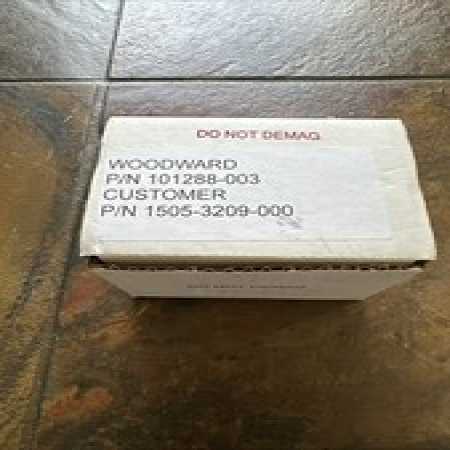 DO NOT DEMAG.
WOODWARD
P/N 101288-003
CUSTOMER
P/N 1505-3209-000